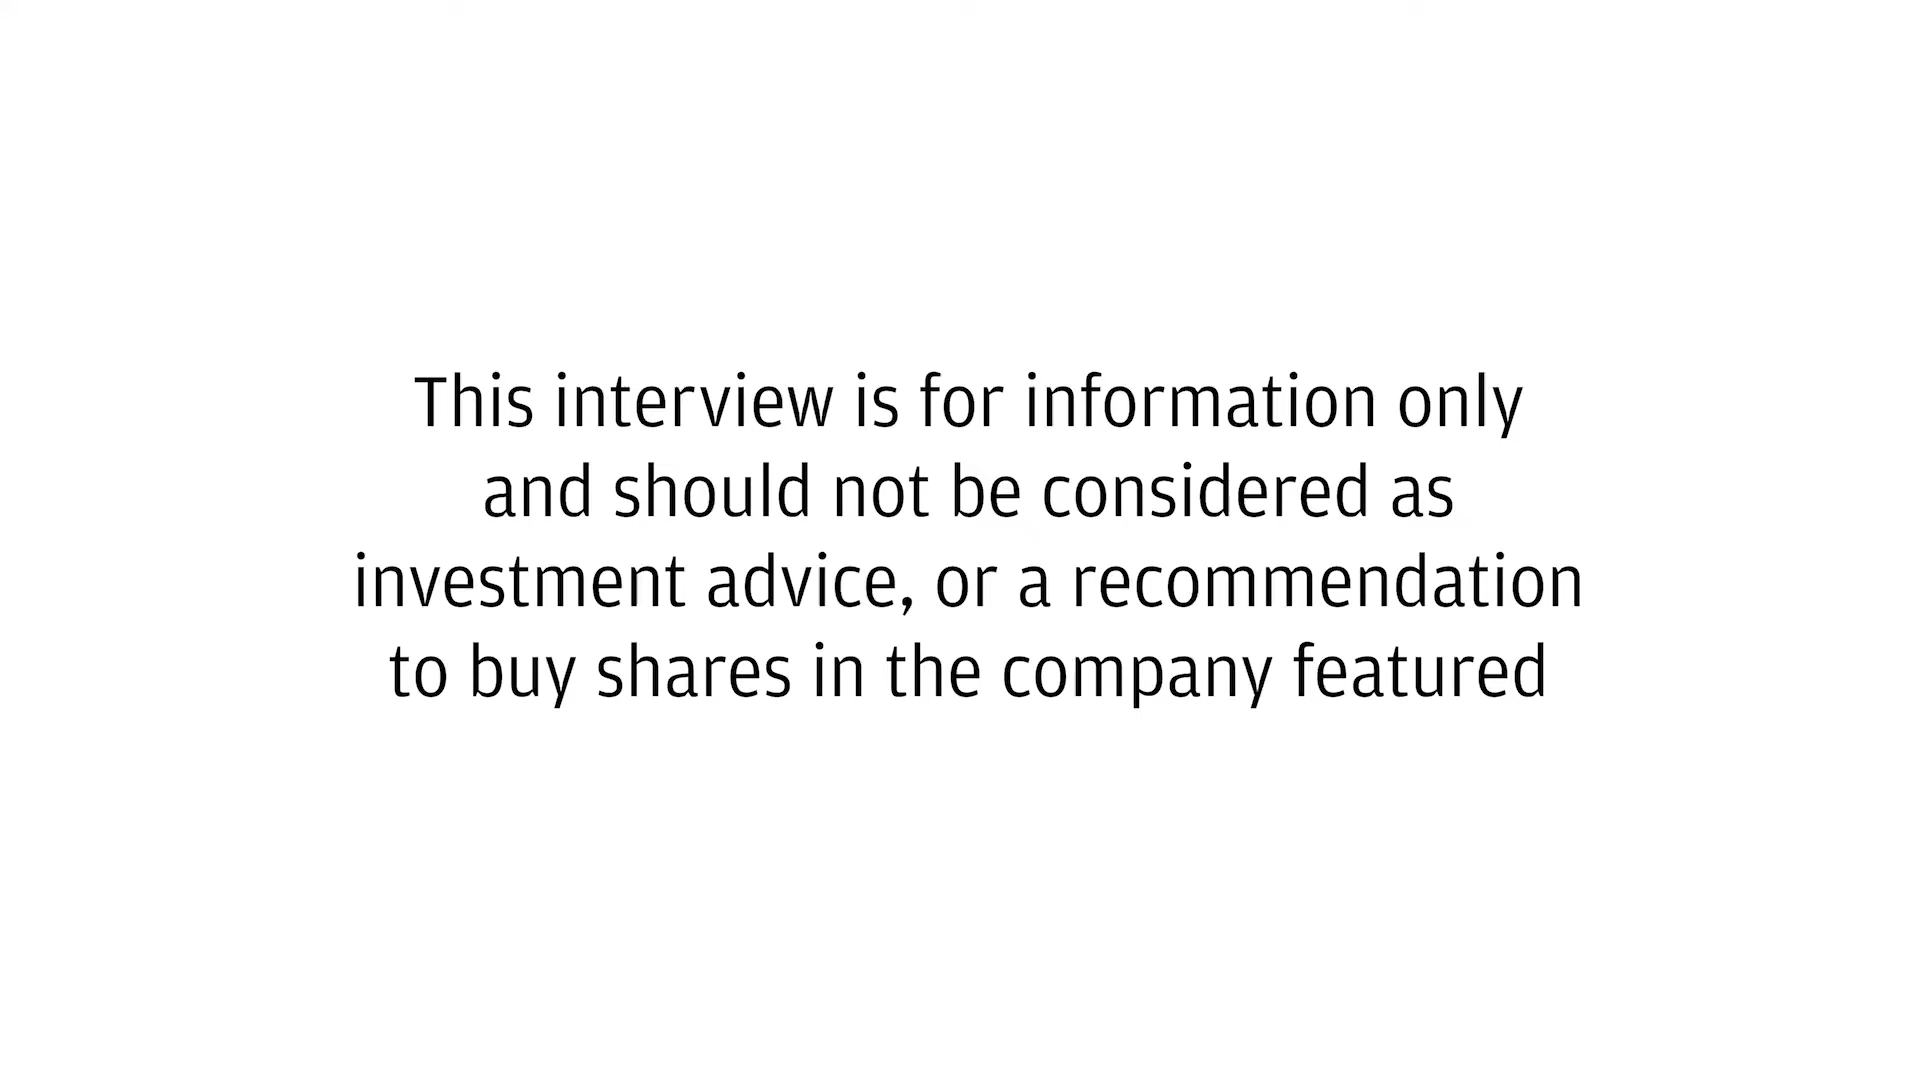 This interview is for information only
and should not be considered as
investment advice, or a recommendation
to buy shares in the company featured